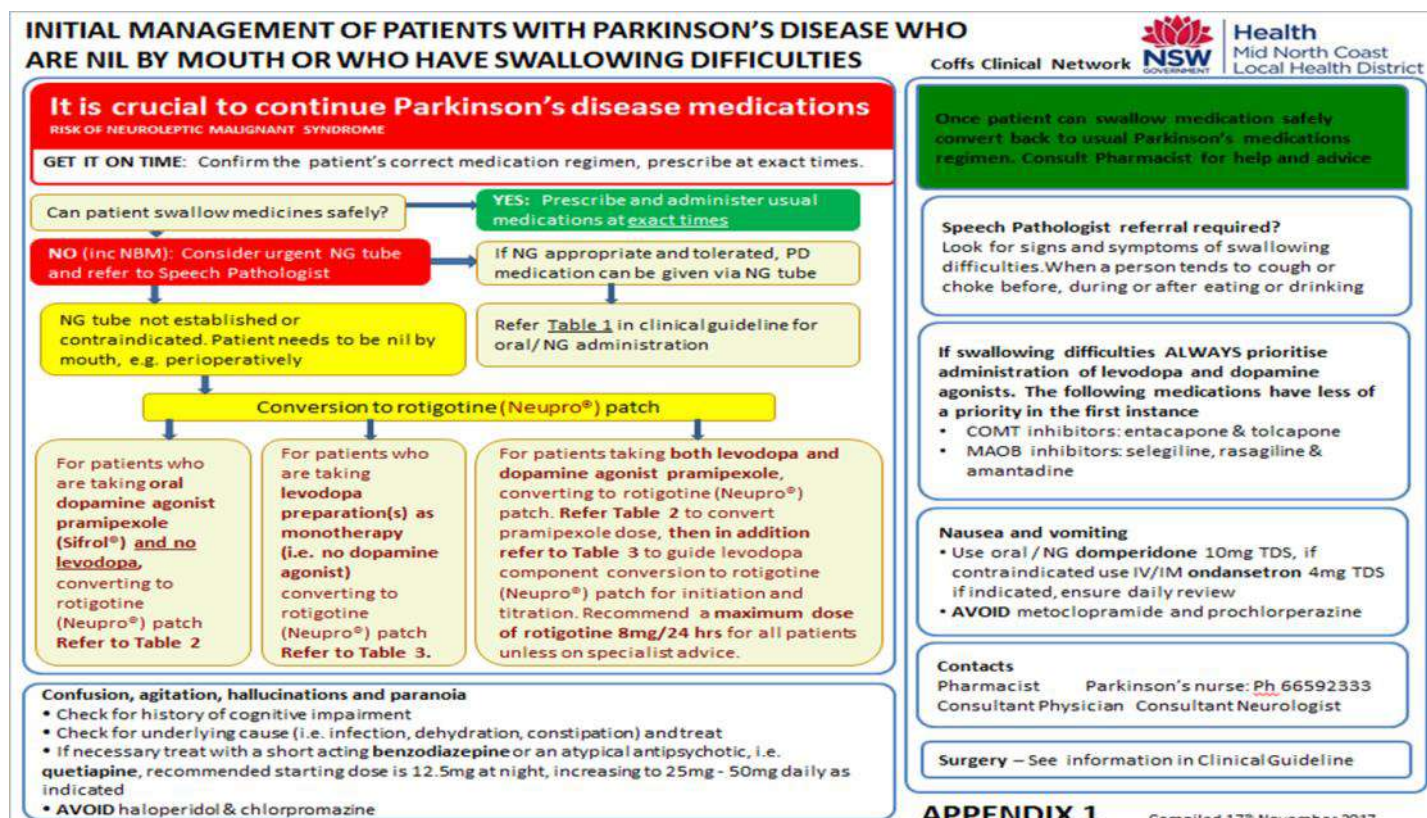 INITIAL MANAGEMENT OF PATIENTS WITH PARKINSON'S DISEASE WHO
ARE NIL BY MOUTH OR WHO HAVE SWALLOWING DIFFICULTIES
Coffs Clinical Network
NSW
GOVERNMENT
Health
Mid North Coast
Local Health District
It is crucial to continue Parkinson's disease medications
RISK OF NEUROLEPTIC MALIGNANT SYNDROME
GET IT ON TIME: Confirm the patient's correct medication regimen, prescribe at exact times.
Can patient swallow medicines safely?
YES: Prescribe and administer usual
medications at exact times
NO (inc NBM): Consider urgent NG tube
and refer to Speech Pathologist
If NG appropriate and tolerated, PD
medication can be given via NG tube
NG tube not established or
contraindicated. Patient needs to be nil by
mouth, e.g. perioperatively
Refer Table 1 in clinical guideline for
oral/ NG administration
Conversion to rotigotine (Neupro®) patch
For patients who
are taking oral
dopamine agonist
pramipexole
(Sifrol®) and no
levodopa,
converting to
rotigotine
(Neupro®) patch
Refer to Table 2
For patients who
are taking
levodopa
preparation(s) as
monotherapy
(i.e. no dopamine
agonist)
converting to
rotigotine
(Neupro®) patch
Refer to Table 3.
For patients taking both levodopa and
dopamine agonist pramipexole,
converting to rotigotine (Neupro®)
patch. Refer Table 2 to convert
pramipexole dose, then in addition
refer to Table 3 to guide levodopa
component conversion to rotigotine
(Neupro®) patch for initiation and
titration. Recommend a maximum dose
of rotigotine 8mg/24 hrs for all patients
unless on specialist advice.
Confusion, agitation, hallucinations and paranoia
• Check for history of cognitive impairment
• Check for underlying cause (i.e. infection, dehydration, constipation) and treat
• If necessary treat with a short acting benzodiazepine or an atypical antipsychotic, i.e.
quetiapine, recommended starting dose is 12.5mg at night, increasing to 25mg - 50mg daily as
indicated
• AVOID haloperidol & chlorpromazine
Once patient can swallow medication safely
convert back to usual Parkinson's medications
regimen. Consult Pharmacist for help and advice
Speech Pathologist referral required?
Look for signs and symptoms of swallowing
difficulties.When a person tends to cough or
choke before, during or after eating or drinking
If swallowing difficulties ALWAYS prioritise
administration of levodopa and dopamine
agonists. The following medications have less of
a priority in the first instance
• COMT inhibitors: entacapone & tolcapone
• MAOB inhibitors: selegiline, rasagiline &
amantadine
Nausea and vomiting
• Use oral / NG domperidone 10mg TDS, if
contraindicated use IV/IM ondansetron 4mg TDS
if indicated, ensure daily review
• AVOID metoclopramide and prochlorperazine
Contacts
Pharmacist Parkinson's nurse: Ph 66592333
Consultant Physician Consultant Neurologist
Surgery – See information in Clinical Guideline
APPENDIX 1
Compiled 17th November 2017